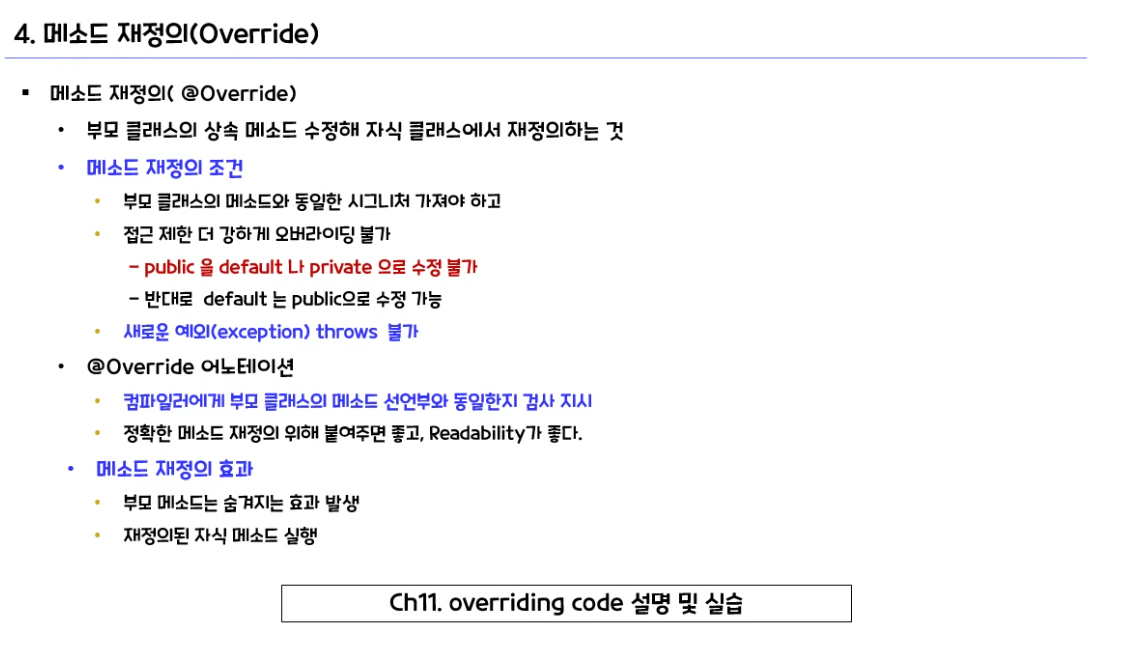 4. 메소드 재정의(Override)
▪ 메소드 재정의( @Override)
• 부모 클래스의 상속 메소드 수정해 자식 클래스에서 재정의하는 것
• 메소드 재정의 조건
• 부모 클래스의 메소드와 동일한 시그니처 가져야 하고
• 접근 제한 더 강하게 오버라이딩 불가
– public 을 default 나 private 으로 수정 불가
– 반대로 default 는 public으로 수정 가능
• 새로운 예외(exception) throws 불가
• @Override 어노테이션
• 컴파일러에게 부모 클래스의 메소드 선언부와 동일한지 검사 지시
• 정확한 메소드 재정의 위해 붙여주면 좋고, Readability가 좋다.
• 메소드 재정의 효과
• 부모 메소드는 숨겨지는 효과 발생
• 재정의된 자식 메소드 실행
Ch11. overriding code 설명 및 실습